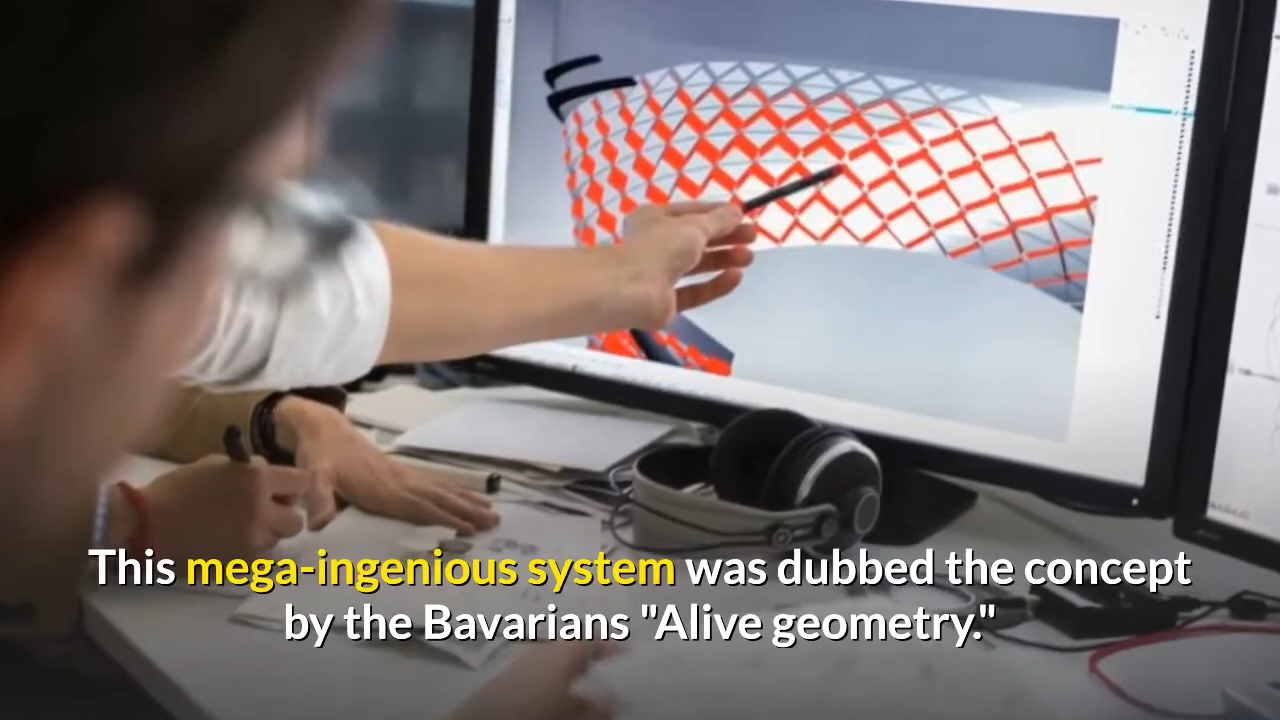 This mega-ingenious system was dubbed the concept
by the Bavarians "Alive geometry."